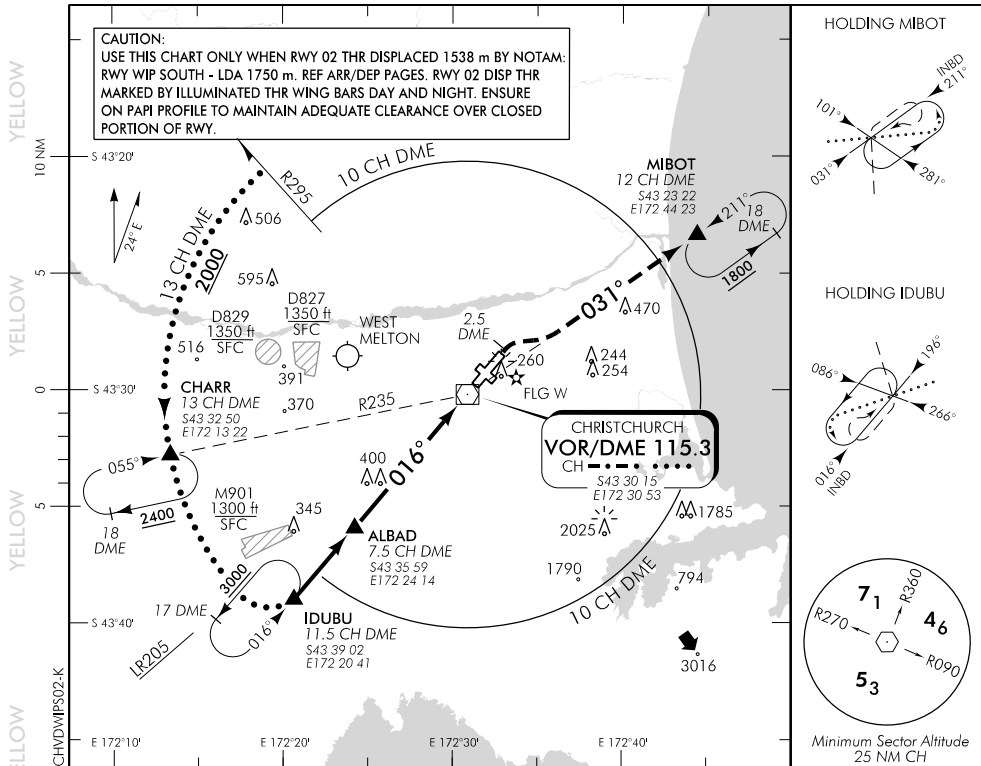 CAUTION:
USE THIS CHART ONLY WHEN RWY 02 THR DISPLACED 1538 m BY NOTAM:
RWY WIP SOUTH - LDA 1750 m. REF ARR/DEP PAGES. RWY 02 DISP THR
MARKED BY ILLUMINATED THR WING BARS DAY AND NIGHT. ENSURE
ON PAPI PROFILE TO MAINTAIN ADEQUATE CLEARANCE OVER CLOSED
PORTION OF RWY.
YELLOW
YELLOW
YELLOW
YELLOW
10 NM
5
0
5
S 43°20'
S 43°30'
S 43°40'
24° E
R295
10 CH DME
13 CH DME
2000
506
595
D827
1350 ft
SFC
D829
1350 ft
SFC
516
391
370
WEST
MELTON
MIBOT
12 CH DME
S43 23 22
E172 44 23
211°
18
DME
1800
031°
470
2.5
DME
260
244
254
FLG W
CHARR
13 CH DME
S43 32 50
E172 13 22
R235
055°
2400
18
DME
CHRISTCHURCH
VOR/DME 115.3
CH
S43 30 15
E172 30 53
016°
400
M901
1300 ft
SFC
345
ALBAD
7.5 CH DME
S43 35 59
E172 24 14
2025
1785
1790
794
10 CH DME
3016
3000
17 DME
016°
LR205
IDUBU
11.5 CH DME
S43 39 02
E172 20 41
CHVDWIPS02-K
E 172°10'
E 172°20'
E 172°30'
E 172°40'
HOLDING MIBOT
INBD
211°
101°
031°
281°
HOLDING IDUBU
196°
086°
266°
016°
INBD
71
R360
46
R270
R090
53
Minimum Sector Altitude
25 NM CH